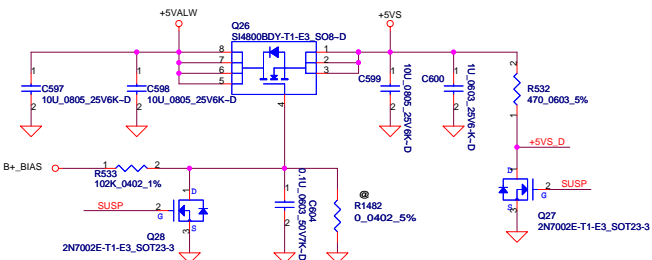 +5VALW
+5VS
Q26
SI4800BDY-T1-E3_SO8-D
8
7
6
5
1
2
3
4
1
C597
2
10U_0805_25V6K-D
1
C598
2
10U_0805_25V6K-D
C599
1
2
10U_0805_25V6K-D
C600
1
2
1U_0603_25V6-K-D
2
R532
470_0603_5%
1
+5VS_D
B+_BIAS
1
2
R533
102K_0402_1%
SUSP
1
D
G
S
3
2
Q28
2N7002E-T1-E3_SOT23-3
1
2
C604
0.1U_0603_50V7K-D
@
R1482
0_0402_5%
1
D
G
S
3
2
SUSP
Q27
2N7002E-T1-E3_SOT23-3